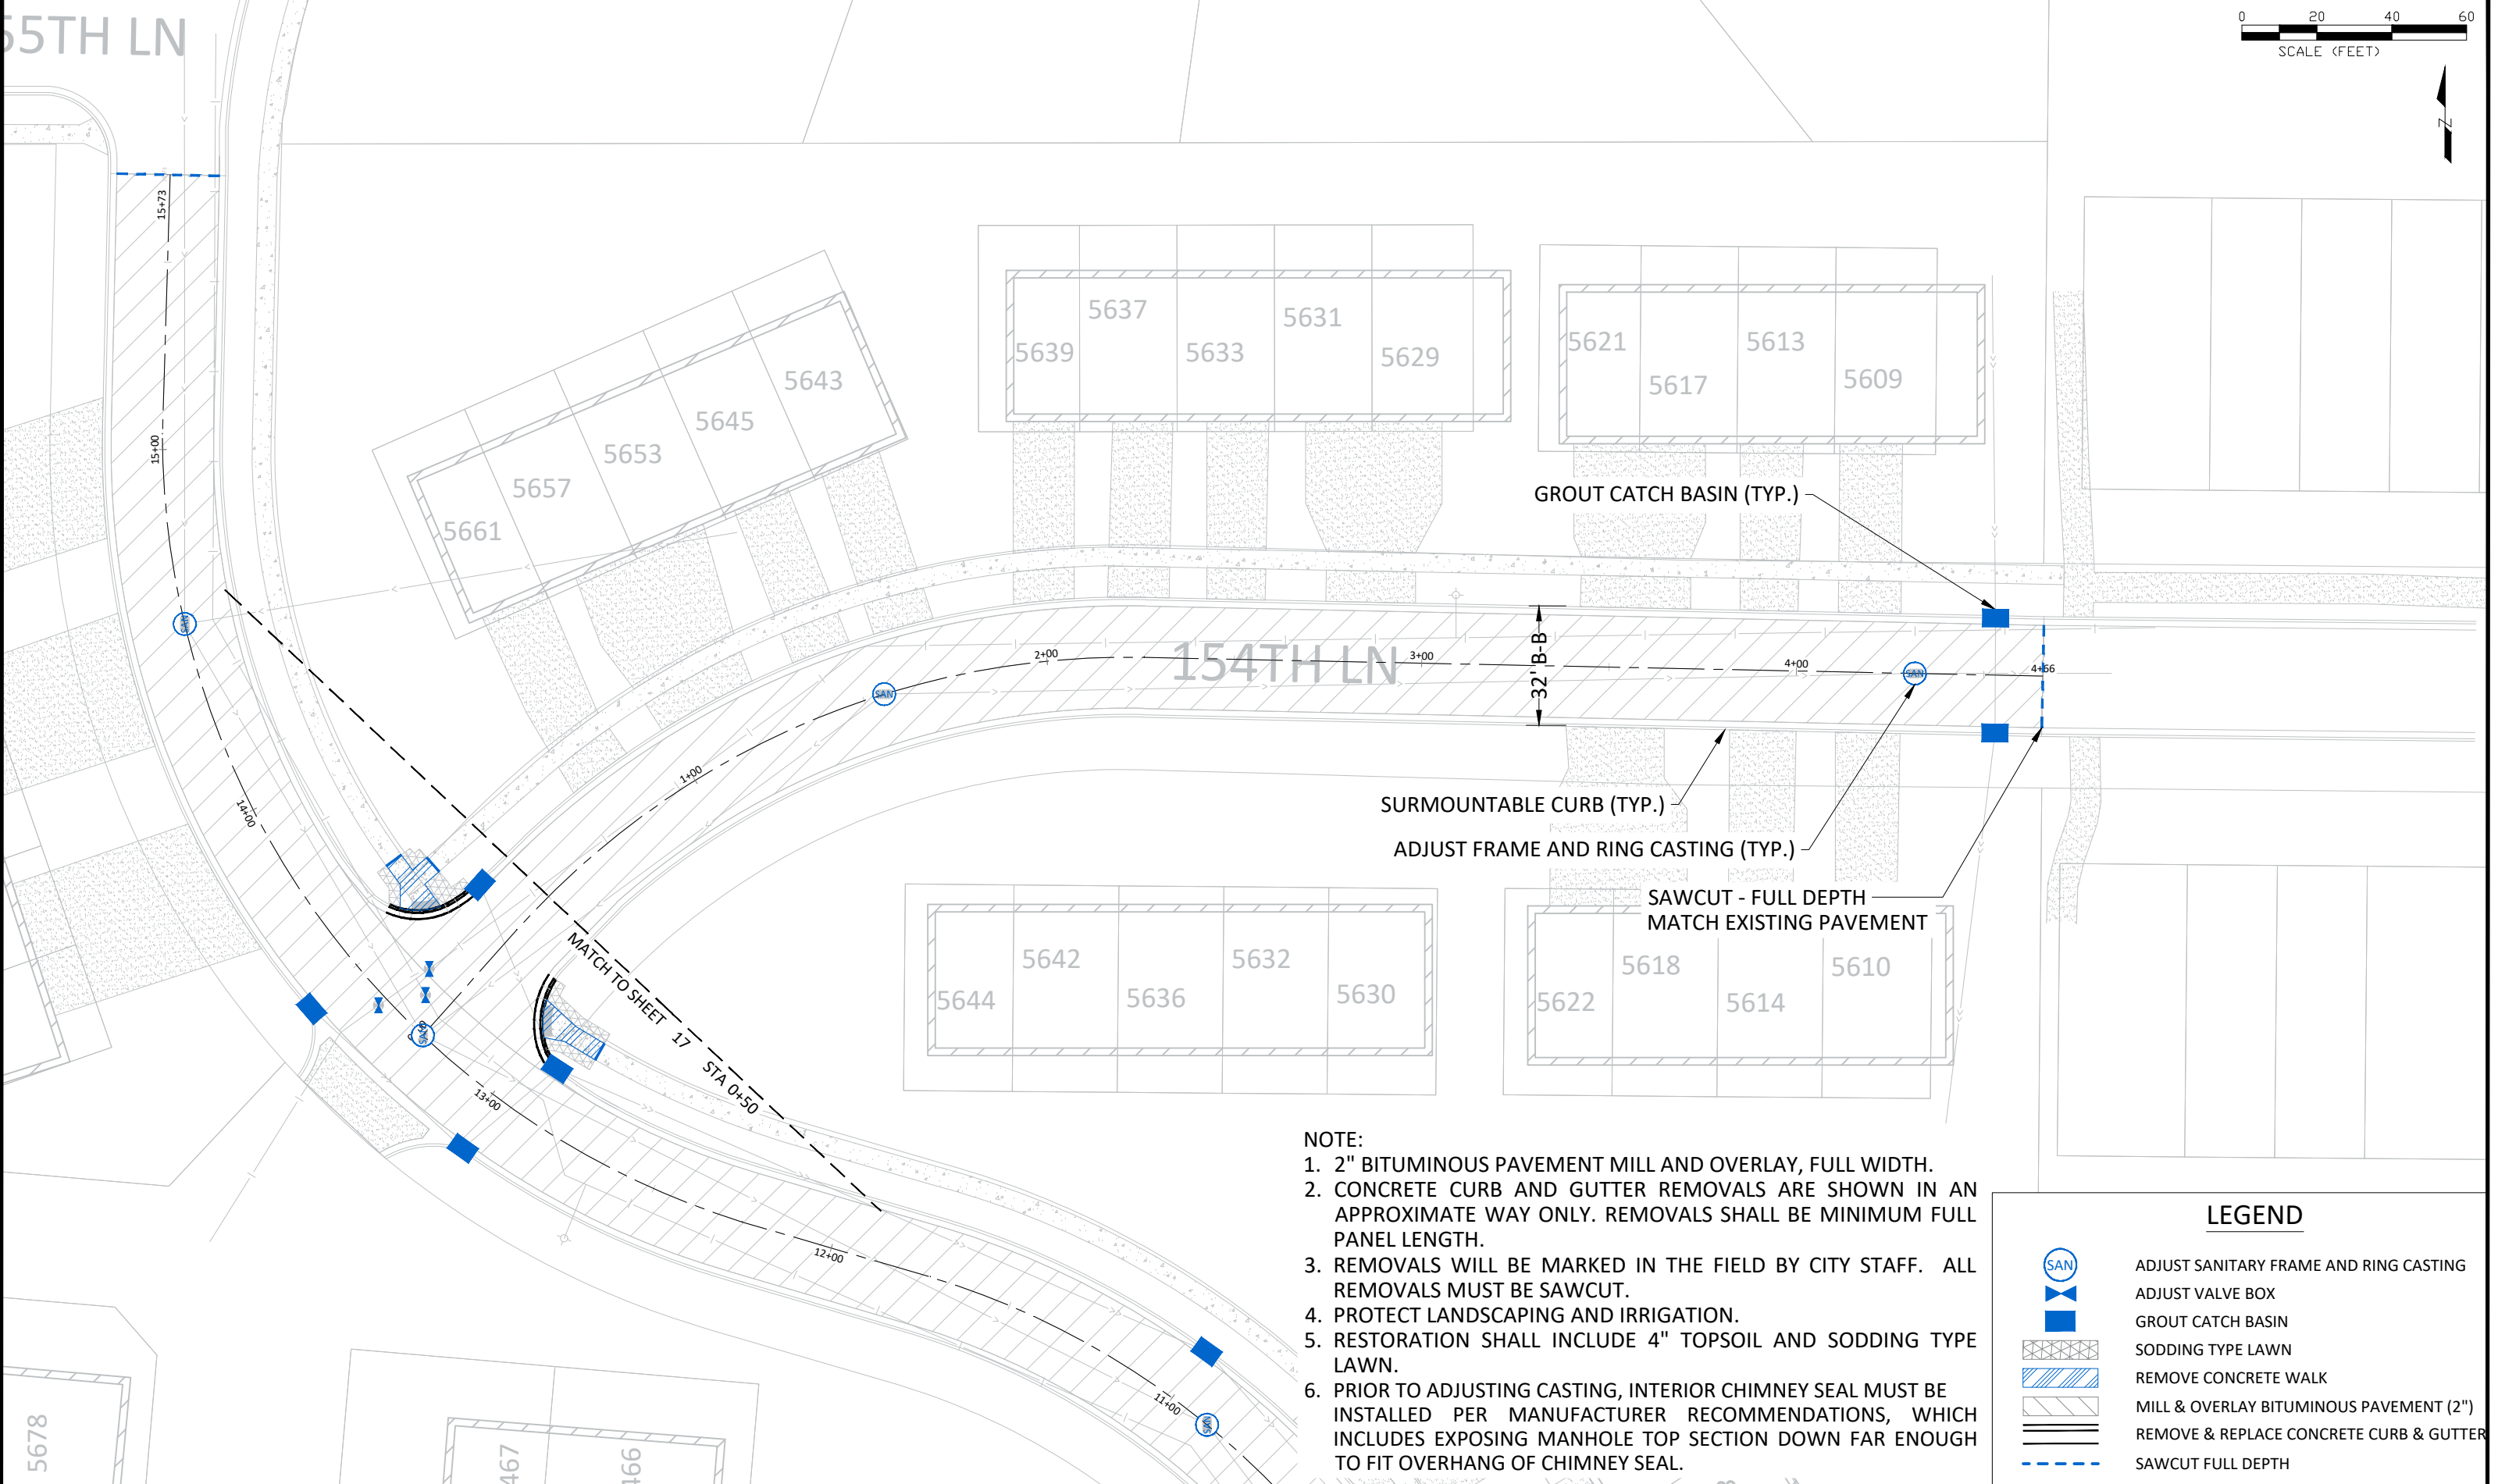 55TH LN
0 20 40 60
SCALE (FEET)
N
15+73
15+00
14+00
13+00
12+00
11+00
1+00
2+00
3+00
4+00
4+66
5661
5657
5653
5645
5643
5639
5637
5633
5631
5629
5621
5617
5613
5609
154TH LN
32' B-B
SAN
SAN
SAN
SAN
SAN
GROUT CATCH BASIN (TYP.)
SURMOUNTABLE CURB (TYP.)
ADJUST FRAME AND RING CASTING (TYP.)
SAWCUT - FULL DEPTH
MATCH EXISTING PAVEMENT
MATCH TO SHEET 17 STA 0+50
5644
5642
5636
5632
5630
5622
5618
5614
5610
5678
467
466
NOTE:
1. 2" BITUMINOUS PAVEMENT MILL AND OVERLAY, FULL WIDTH.
2. CONCRETE CURB AND GUTTER REMOVALS ARE SHOWN IN AN
APPROXIMATE WAY ONLY. REMOVALS SHALL BE MINIMUM FULL
PANEL LENGTH.
3. REMOVALS WILL BE MARKED IN THE FIELD BY CITY STAFF. ALL
REMOVALS MUST BE SAWCUT.
4. PROTECT LANDSCAPING AND IRRIGATION.
5. RESTORATION SHALL INCLUDE 4" TOPSOIL AND SODDING TYPE
LAWN.
6. PRIOR TO ADJUSTING CASTING, INTERIOR CHIMNEY SEAL MUST BE
INSTALLED PER MANUFACTURER RECOMMENDATIONS, WHICH
INCLUDES EXPOSING MANHOLE TOP SECTION DOWN FAR ENOUGH
TO FIT OVERHANG OF CHIMNEY SEAL.
LEGEND
SAN ADJUST SANITARY FRAME AND RING CASTING
ADJUST VALVE BOX
GROUT CATCH BASIN
SODDING TYPE LAWN
REMOVE CONCRETE WALK
MILL & OVERLAY BITUMINOUS PAVEMENT (2")
REMOVE & REPLACE CONCRETE CURB & GUTTER
SAWCUT FULL DEPTH